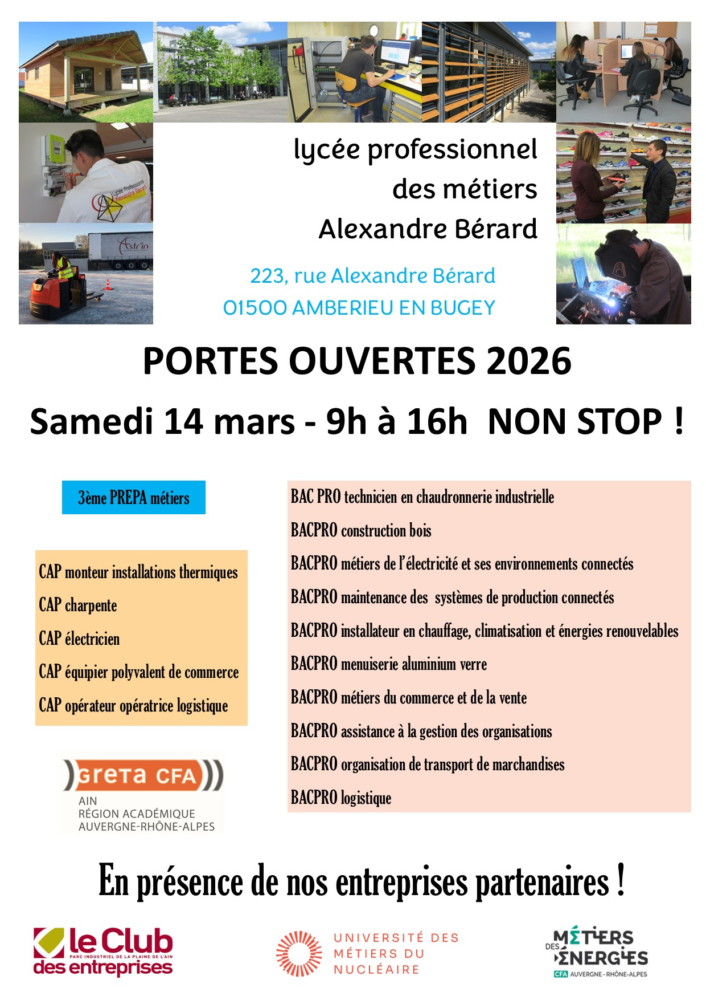 lycée professionnel
des métiers
Alexandre Bérard
Lycée Professionnel
Alexandre Bérard
Astr'in
223, rue Alexandre Bérard
01500 AMBERIEU EN BUGEY
PORTES OUVERTES 2026
Samedi 14 mars - 9h à 16h  NON STOP !
3ème PREPA métiers
CAP monteur installations thermiques
CAP charpente
CAP électricien
CAP équipier polyvalent de commerce
CAP opérateur opératrice logistique
BAC PRO technicien en chaudronnerie industrielle
BACPRO construction bois
BACPRO métiers de l’électricité et ses environnements connectés
BACPRO maintenance des  systèmes de production connectés
BACPRO installateur en chauffage, climatisation et énergies renouvelables
BACPRO menuiserie aluminium verre
BACPRO métiers du commerce et de la vente
BACPRO assistance à la gestion des organisations
BACPRO organisation de transport de marchandises
BACPRO logistique
GRETA CFA
AIN
RÉGION ACADÉMIQUE
AUVERGNE-RHÔNE-ALPES
En présence de nos entreprises partenaires !
le Club
PARC INDUSTRIEL DE LA PLAINE DE L'AIN
des entreprises
UNIVERSITÉ DES
MÉTIERS DU
NUCLÉAIRE
MÉTIERS
DES ÉNERGIES
CFA AUVERGNE-RHÔNE-ALPES